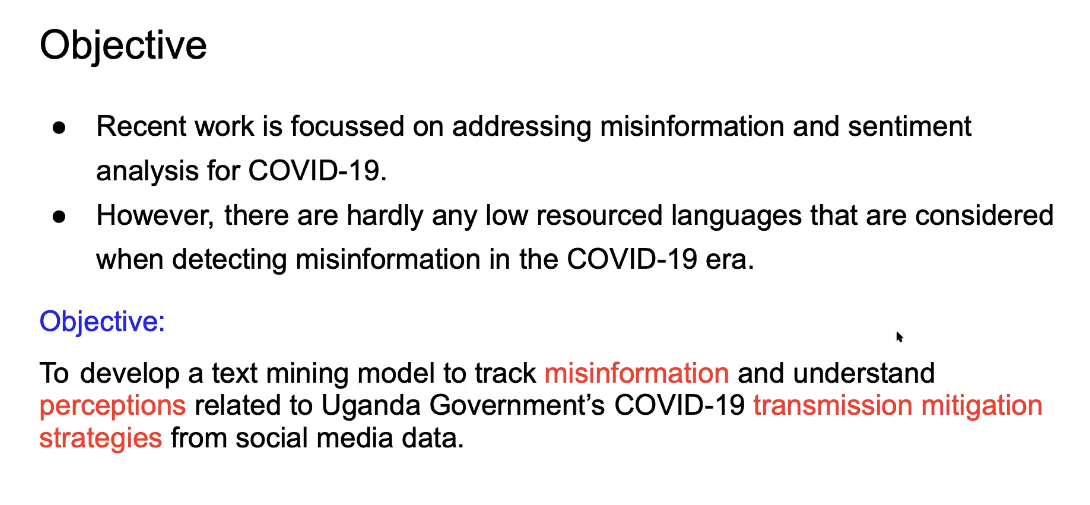 Objective
● Recent work is focussed on addressing misinformation and sentiment
analysis for COVID-19.
● However, there are hardly any low resourced languages that are considered
when detecting misinformation in the COVID-19 era.
Objective:
To develop a text mining model to track misinformation and understand
perceptions related to Uganda Government’s COVID-19 transmission mitigation
strategies from social media data.